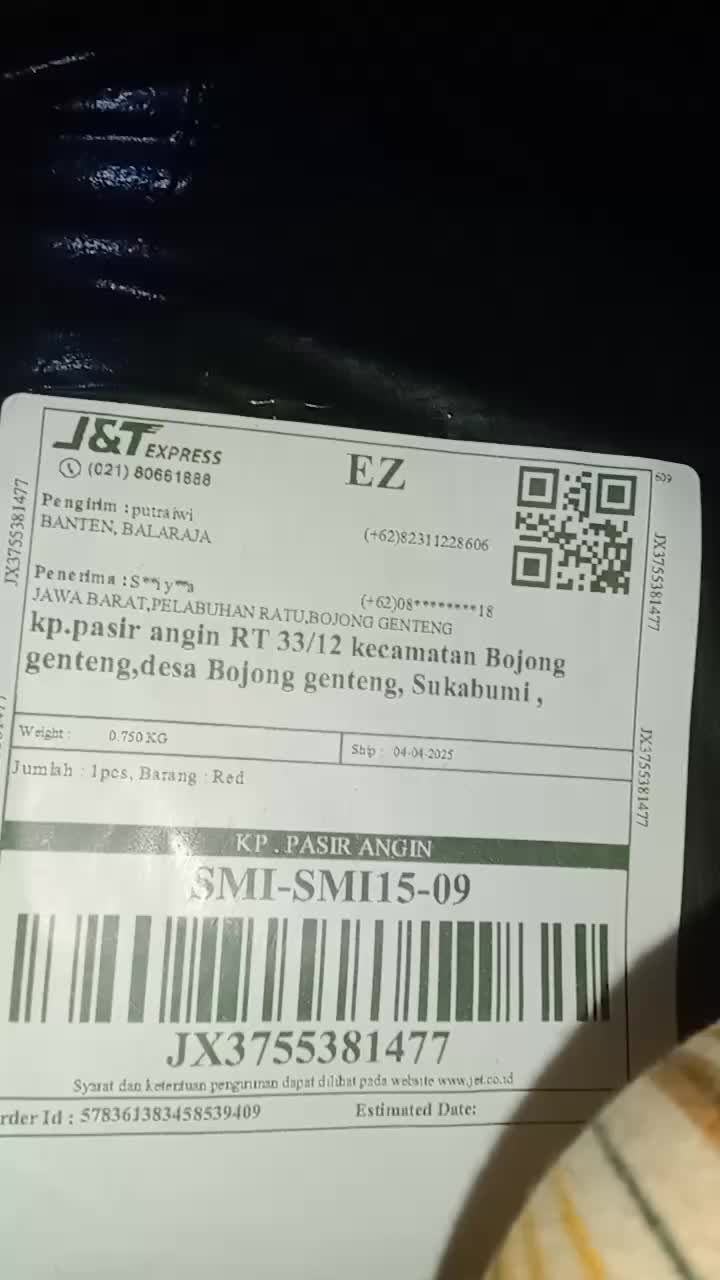 J&T EXPRESS
(021) 80661888
EZ
609
Pengirim : putra iwi
(+62)82311228606
BANTEN, BALARAJA
Penerima : S**i y**a
(+62)08********18
JAWA BARAT,PELABUHAN RATU,BOJONG GENTENG
kp.pasir angin RT 33/12 kecamatan Bojong
genteng,desa Bojong genteng, Sukabumi ,
Weight : 0.750 KG
Ship : 04-04-2025
Jumlah : 1pcs, Barang : Red
KP . PASIR ANGIN
SMI-SMI15-09
JX3755381477
Syarat dan ketentuan pengiriman dapat dilihat pada website www.jet.co.id
rder Id : 578361383458539409
Estimated Date:
JX3755381477
JX3755381477
JX3755381477